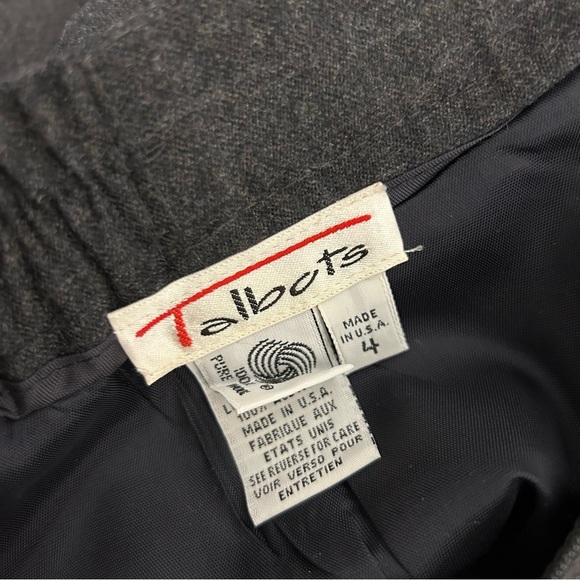 Talbots
MADE
IN U.S.A.
4
100%
PURE
®
100%
MADE IN U.S.A.
FABRIQUE AUX
ETATS UNIS
SEE REVERSE FOR CARE
VOIR VERSO POUR
ENTRETIEN